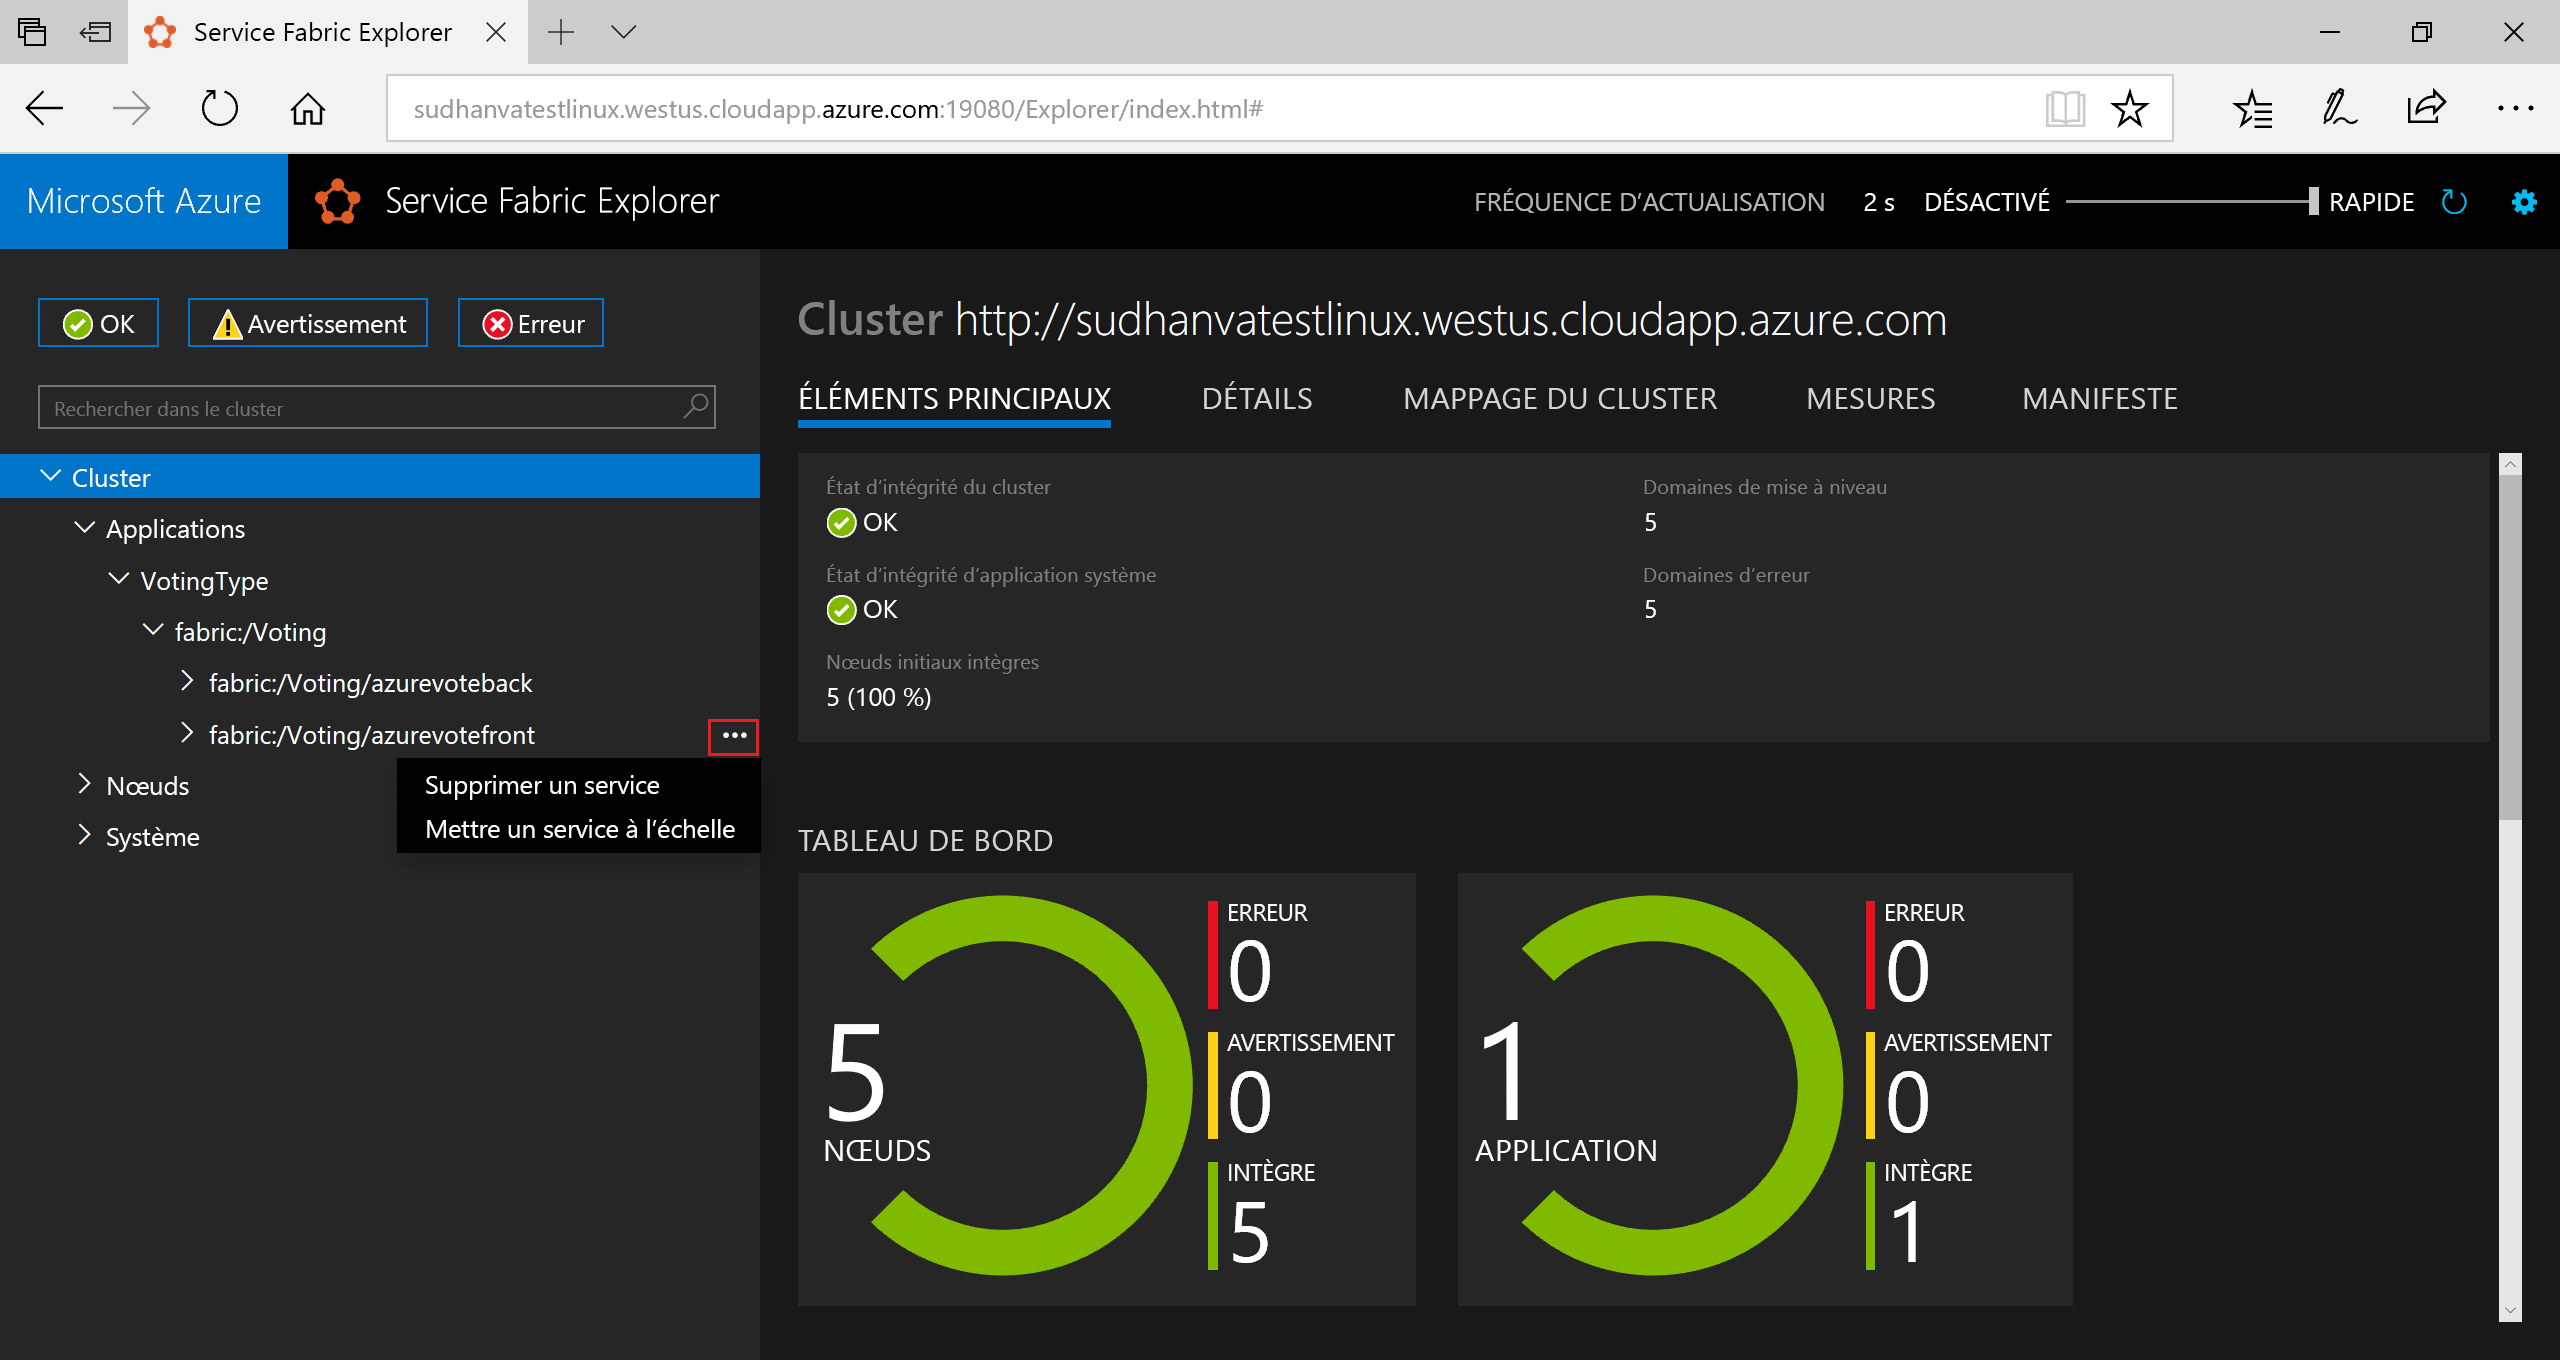 Service Fabric Explorer
sudhanvatestlinux.westus.cloudapp.azure.com:19080/Explorer/index.html#
Microsoft Azure
Service Fabric Explorer
FRÉQUENCE D’ACTUALISATION 2 s DÉSACTIVÉ RAPIDE
OK
Avertissement
Erreur
Rechercher dans le cluster
Cluster
Applications
VotingType
fabric:/Voting
fabric:/Voting/azurevoteback
fabric:/Voting/azurevotefront
Supprimer un service
Mettre un service à l’échelle
Nœuds
Système
Cluster http://sudhanvatestlinux.westus.cloudapp.azure.com
ÉLÉMENTS PRINCIPAUX DÉTAILS MAPPAGE DU CLUSTER MESURES MANIFESTE
État d’intégrité du cluster
OK
Domaines de mise à niveau
5
État d’intégrité d’application système
OK
Domaines d’erreur
5
Nœuds initiaux intègres
5 (100 %)
TABLEAU DE BORD
5
NŒUDS
ERREUR
0
AVERTISSEMENT
0
INTÈGRE
5
1
APPLICATION
ERREUR
0
AVERTISSEMENT
0
INTÈGRE
1